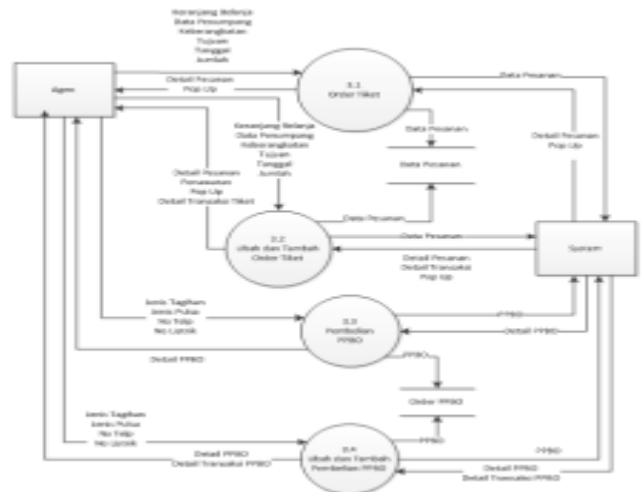 Keranjang Belanja
Data Penumpang
Keberangkatan
Tujuan
Tanggal
Jumlah
Agen
Detail Pesanan
Pop Up
3.1
Order Tiket
Data Pesanan
Data Pesanan
Data Pesanan
Detail Pesanan
Pop Up
Keranjang Belanja
Data Penumpang
Keberangkatan
Tujuan
Tanggal
Jumlah
Detail Pesanan
Penawaran
Pop Up
Detail Transaksi Tiket
3.2
Ubah dan Tambah
Order Tiket
Data Pesanan
Data Pesanan
Detail Pesanan
Detail Transaksi
Pop Up
System
Jenis Tagihan
Jenis Pulsa
No Telp
No Listrik
Detail PPBO
3.3
Pembelian
PPBO
PPBO
Detail PPBO
PPBO
Order PPBO
PPBO
Jenis Tagihan
Jenis Pulsa
No Telp
No Listrik
Detail PPBO
Detail Transaksi PPBO
3.4
Ubah dan Tambah
Pembelian PPBO
PPBO
Detail PPBO
Detail Transaksi PPBO